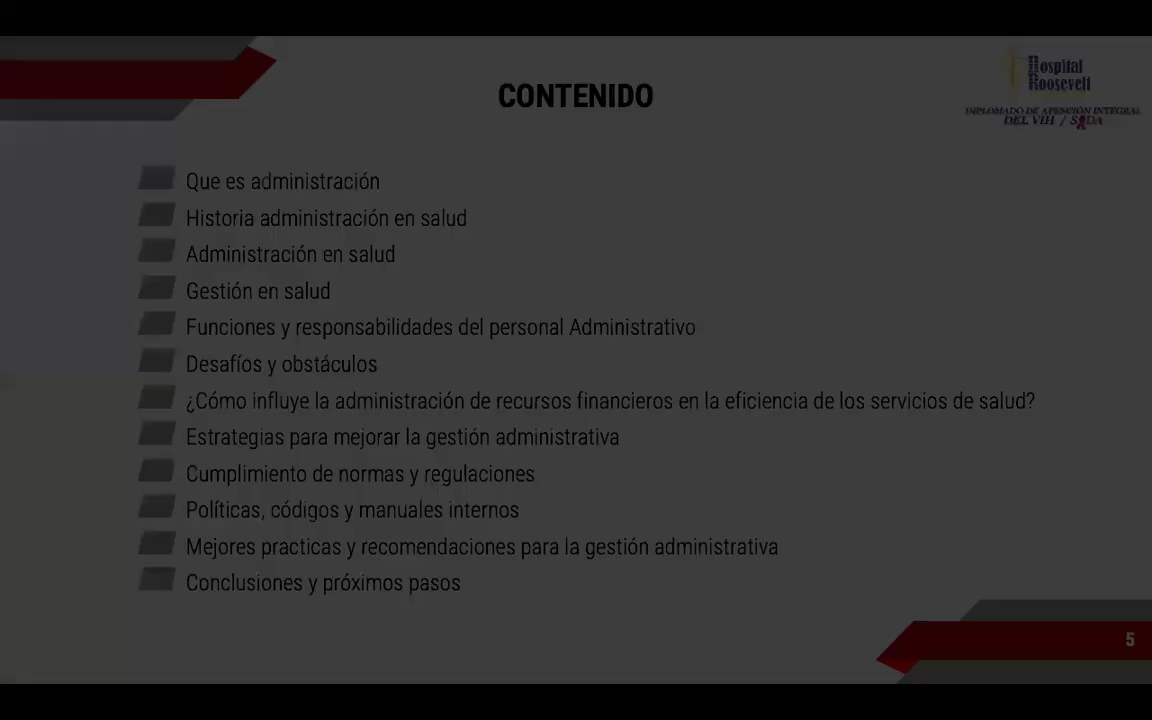 Hospital
Roosevelt
DIPLOMADO DE ATENCIÓN INTEGRAL
DEL VIH / SIDA
CONTENIDO
Que es administración
Historia administración en salud
Administración en salud
Gestión en salud
Funciones y responsabilidades del personal Administrativo
Desafíos y obstáculos
¿Cómo influye la administración de recursos financieros en la eficiencia de los servicios de salud?
Estrategias para mejorar la gestión administrativa
Cumplimiento de normas y regulaciones
Políticas, códigos y manuales internos
Mejores practicas y recomendaciones para la gestión administrativa
Conclusiones y próximos pasos
5